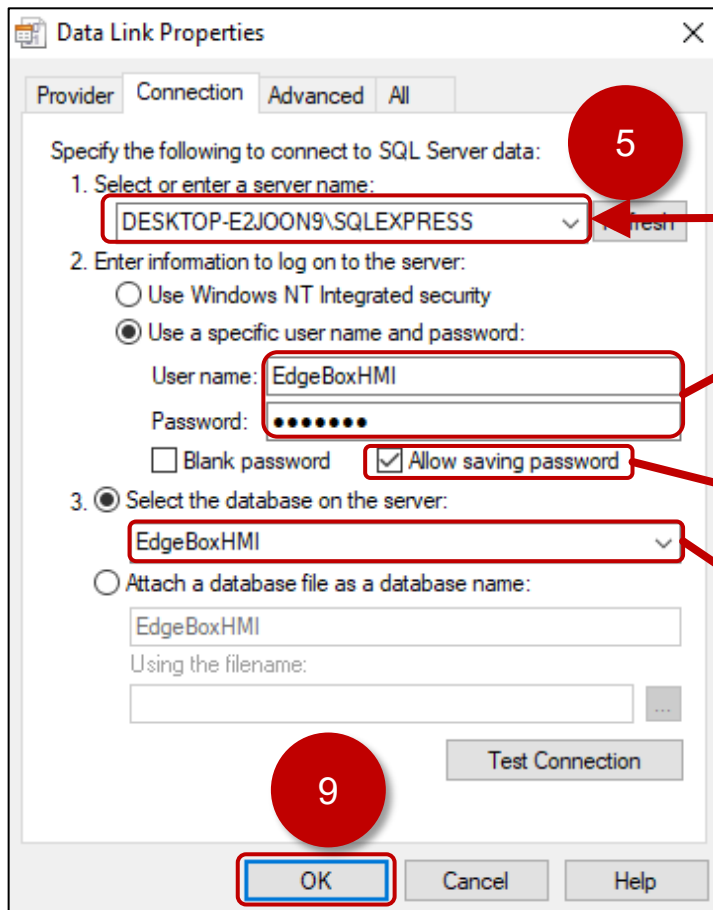 Data Link Properties
Provider Connection Advanced All
5
Specify the following to connect to SQL Server data:
1. Select or enter a server name:
DESKTOP-E2JOON9\SQLEXPRESS Refresh
2. Enter information to log on to the server:
Use Windows NT Integrated security
Use a specific user name and password:
User name: EdgeBoxHMI
Password: ●●●●●●●
Blank password Allow saving password
3. Select the database on the server:
EdgeBoxHMI
Attach a database file as a database name:
EdgeBoxHMI
Using the filename:
...
Test Connection
9
OK Cancel Help